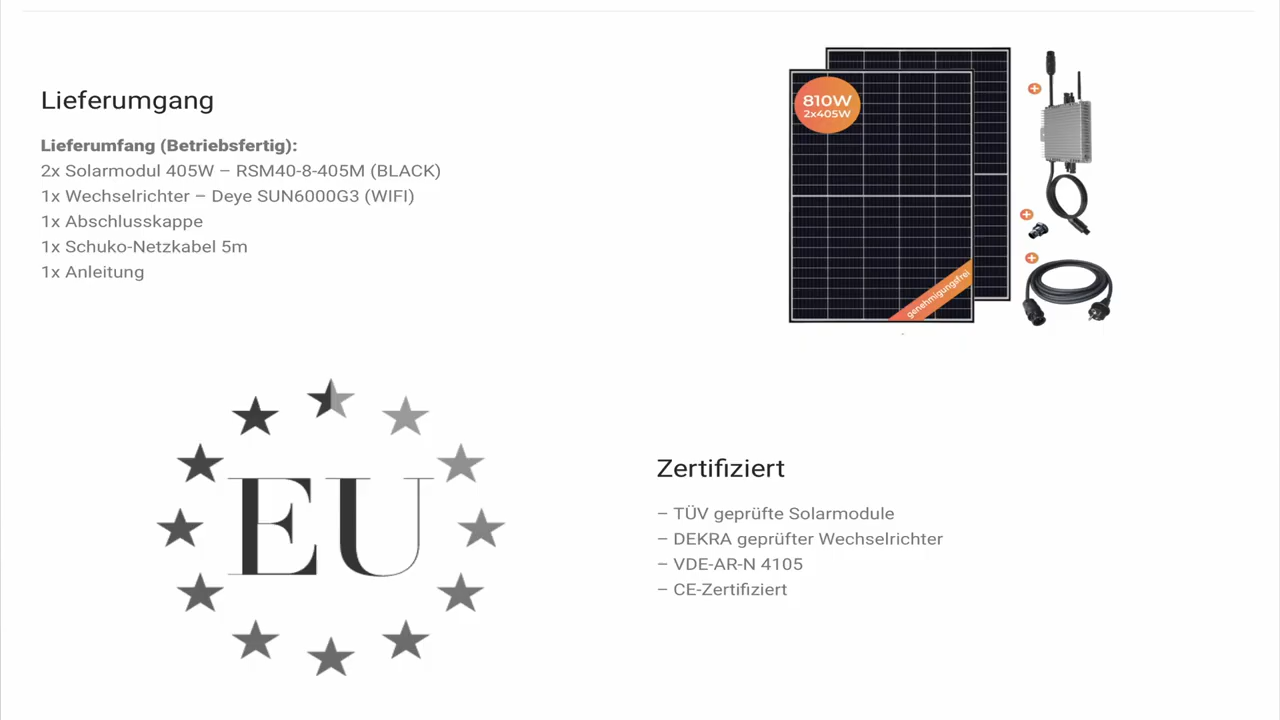 Lieferumgang
Lieferumfang (Betriebsfertig):
2x Solarmodul 405W – RSM40-8-405M (BLACK)
1x Wechselrichter – Deye SUN6000G3 (WIFI)
1x Abschlusskappe
1x Schuko-Netzkabel 5m
1x Anleitung
810W
2x405W
genehmigungsfrei
EU
Zertifiziert
– TÜV geprüfte Solarmodule
– DEKRA geprüfter Wechselrichter
– VDE-AR-N 4105
– CE-Zertifiziert